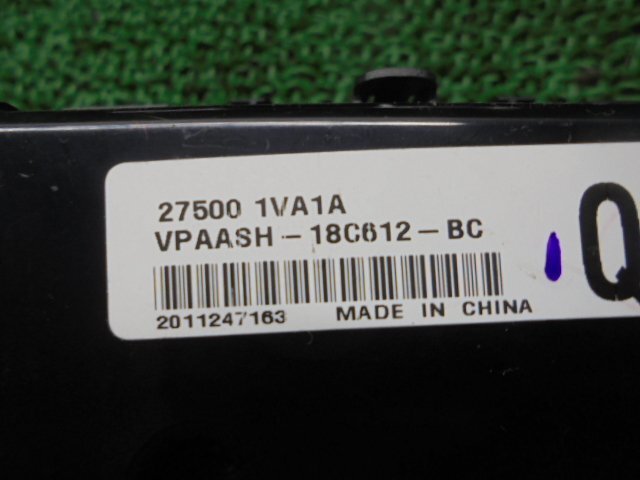 27500 1VA1A
VPAASH-18C612-BC
2011247163 MADE IN CHINA
Q